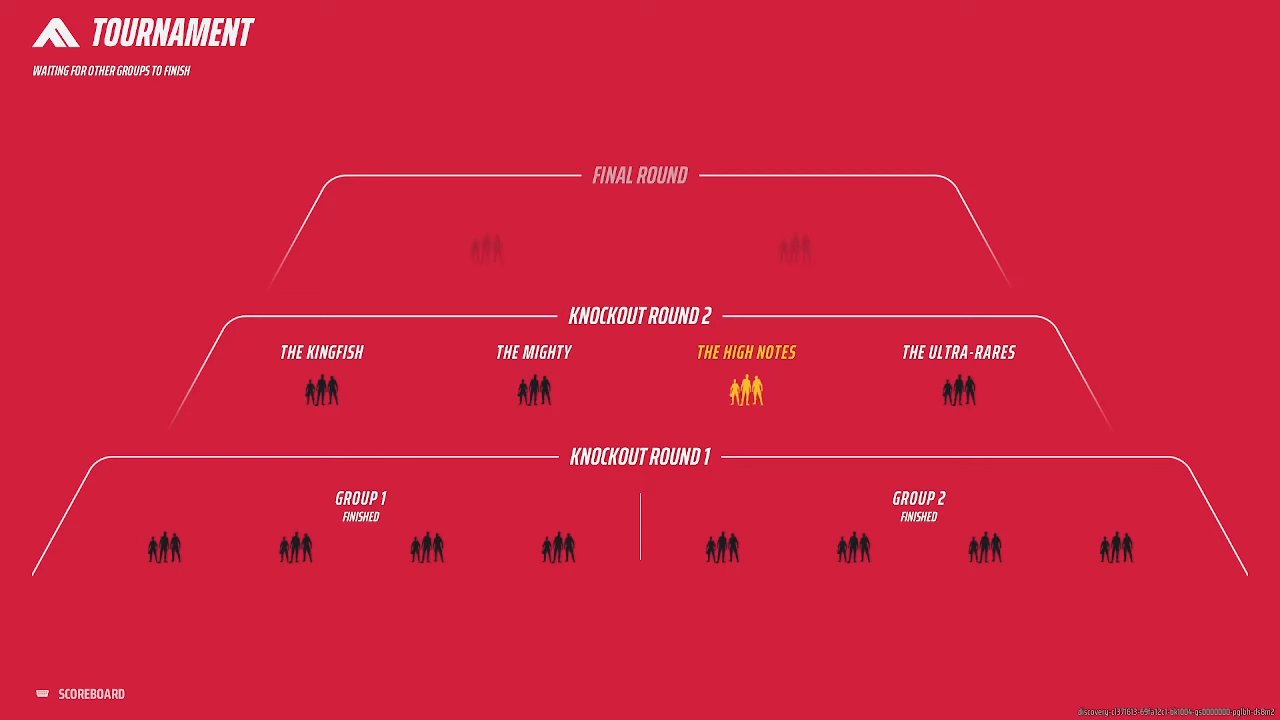 TOURNAMENT
WAITING FOR OTHER GROUPS TO FINISH
FINAL ROUND
KNOCKOUT ROUND 2
THE KINGFISH
THE MIGHTY
THE HIGH NOTES
THE ULTRA-RARES
KNOCKOUT ROUND 1
GROUP 1
FINISHED
GROUP 2
FINISHED
SCOREBOARD